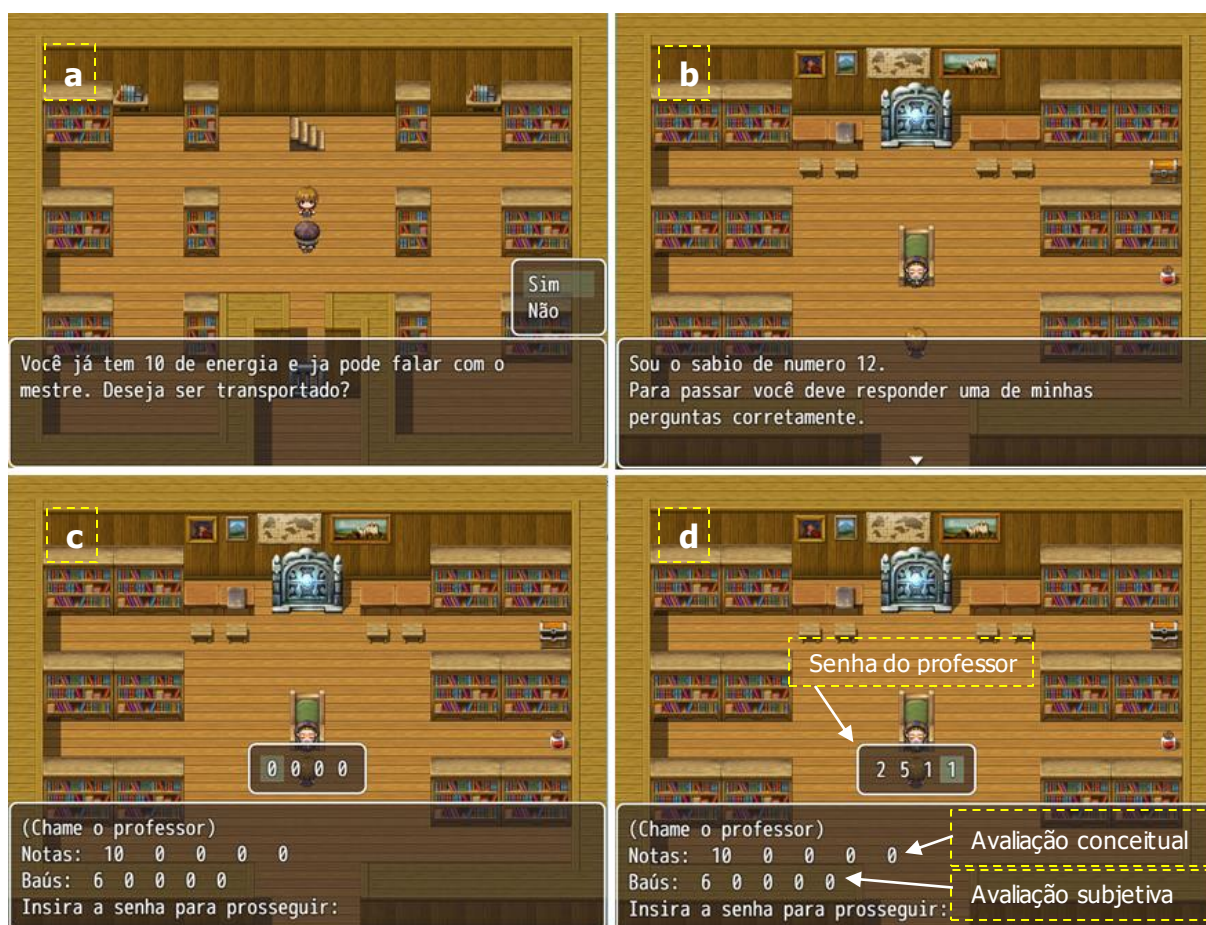 a
Sim
Não
Você já tem 10 de energia e ja pode falar com o
mestre. Deseja ser transportado?
b
Sou o sabio de numero 12.
Para passar você deve responder uma de minhas
perguntas corretamente.
c
0 0 0 0
(Chame o professor)
Notas: 10 0 0 0 0
Baús: 6 0 0 0 0
Insira a senha para prosseguir:
d
Senha do professor
2 5 1 1
(Chame o professor)
Notas: 10 0 0 0 0
Avaliação conceitual
Baús: 6 0 0 0 0
Avaliação subjetiva
Insira a senha para prosseguir: